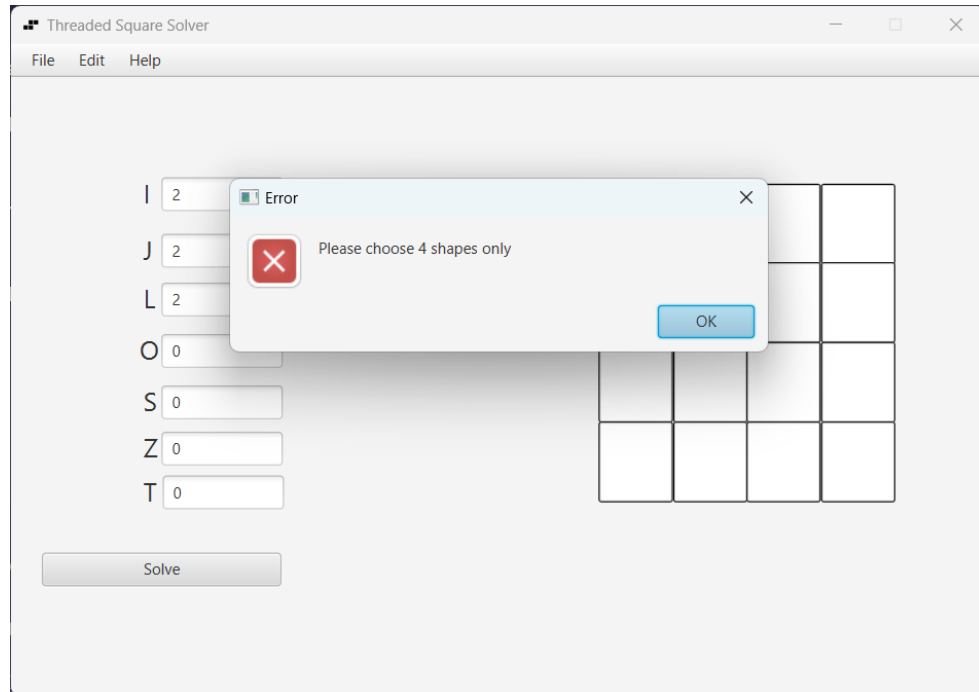 Threaded Square Solver
File Edit Help
I 2
Error
Please choose 4 shapes only
J 2
L 2
OK
O 0
S 0
Z 0
T 0
Solve